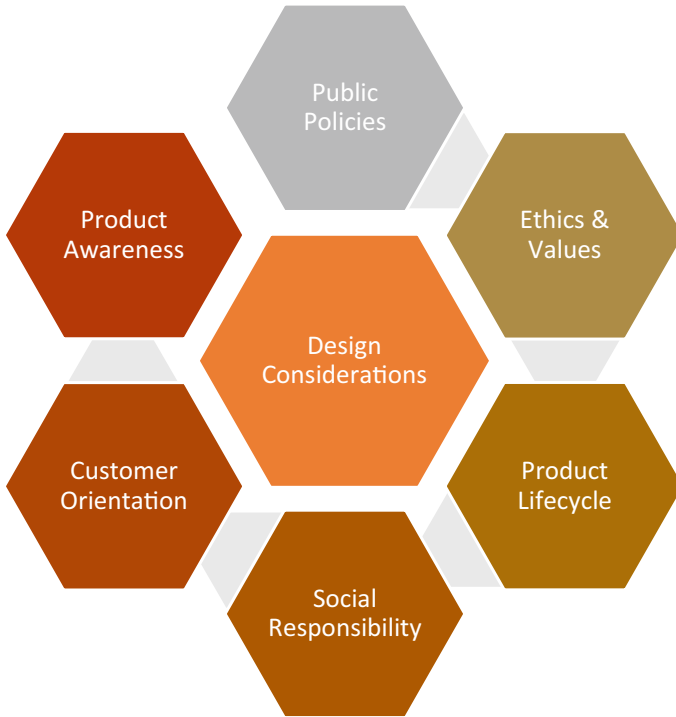 Public
Policies
Product
Awareness
Ethics &
Values
Design
Considerations
Customer
Orientation
Product
Lifecycle
Social
Responsibility